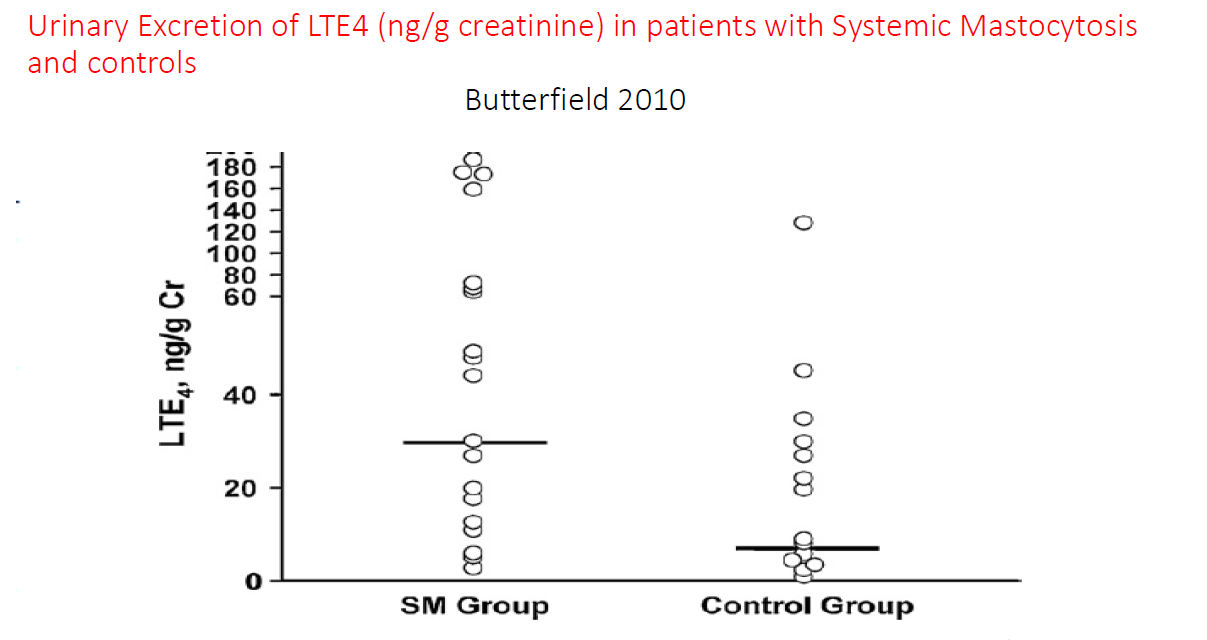 Urinary Excretion of LTE4 (ng/g creatinine) in patients with Systemic Mastocytosis
and controls
Butterfield 2010
180
160
140
120
100
80
60
40
20
0
LTE4, ng/g Cr
SM Group
Control Group